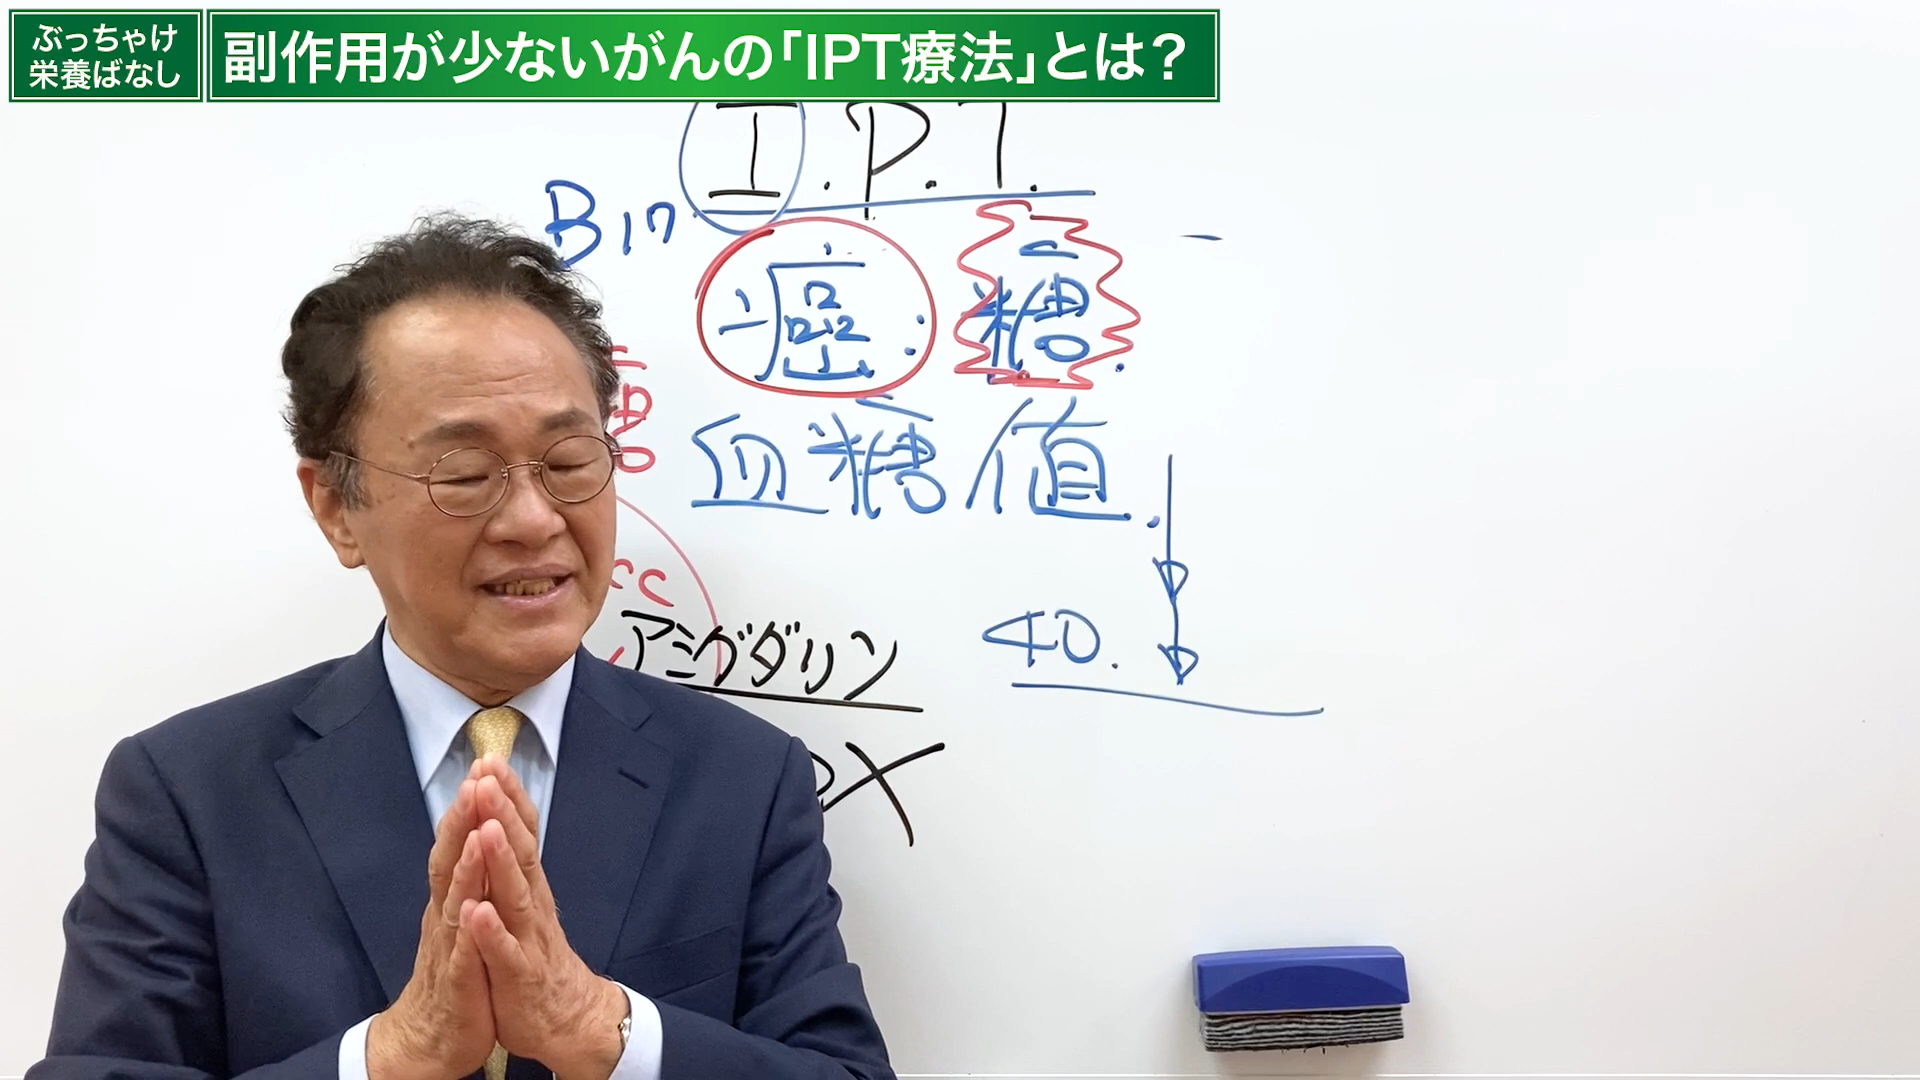 ぶっちゃけ
栄養ばなし
副作用が少ないがんの「IPT療法」とは？
I.P.T.
B17
癌 糖
血糖値
40.
cc
アミグダリン